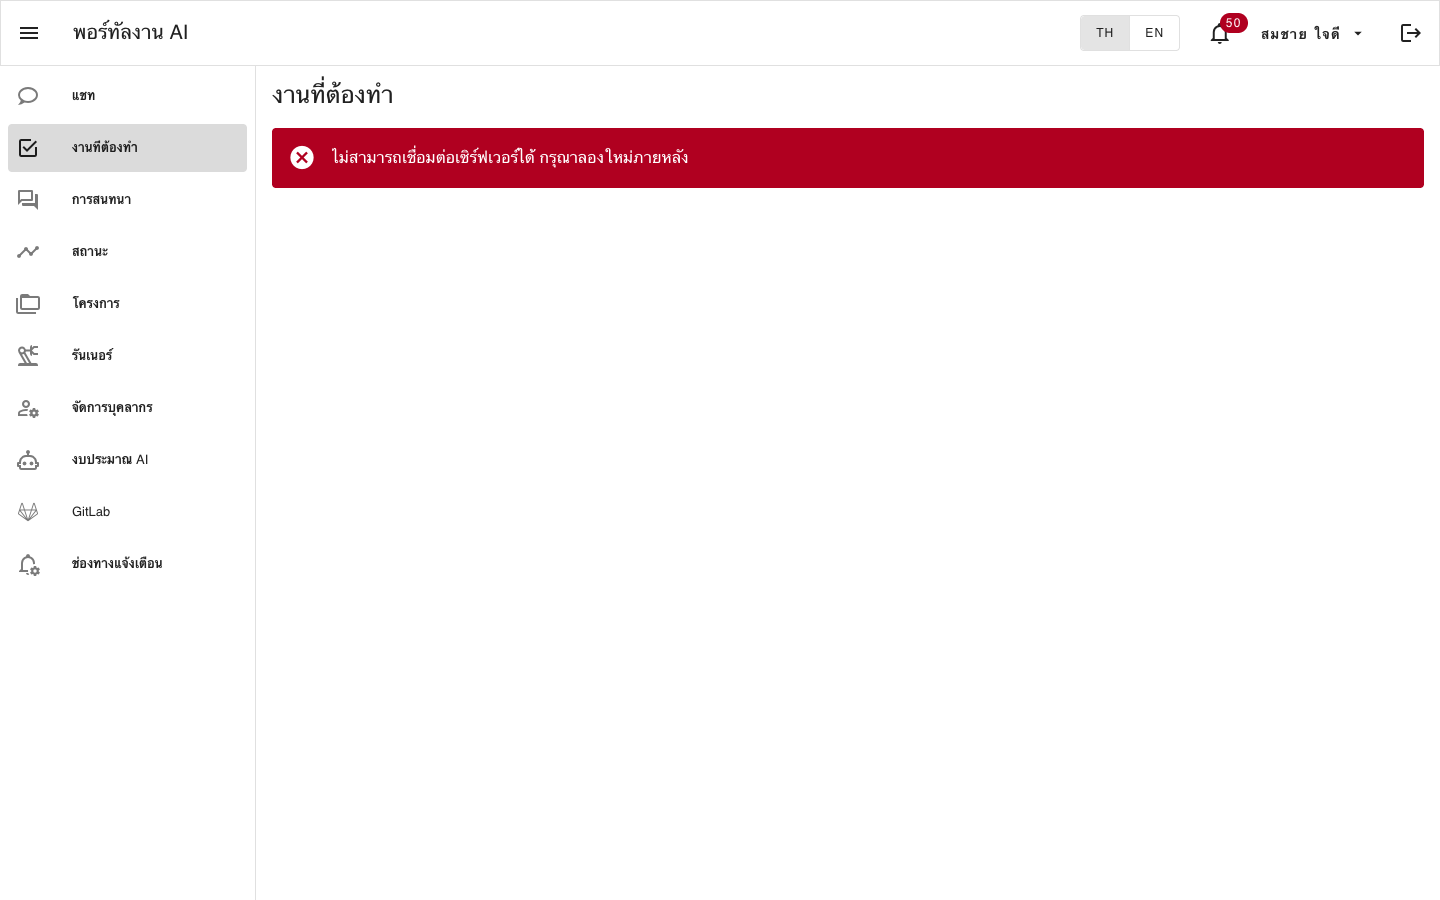 พอร์ทัลงาน AI
TH
EN
50
สมชาย ใจดี
แชท
งานที่ต้องทำ
การสนทนา
สถานะ
โครงการ
รันเนอร์
จัดการบุคลากร
งบประมาณ AI
GitLab
ช่องทางแจ้งเตือน
งานที่ต้องทำ
ไม่สามารถเชื่อมต่อเซิร์ฟเวอร์ได้ กรุณาลองใหม่ภายหลัง